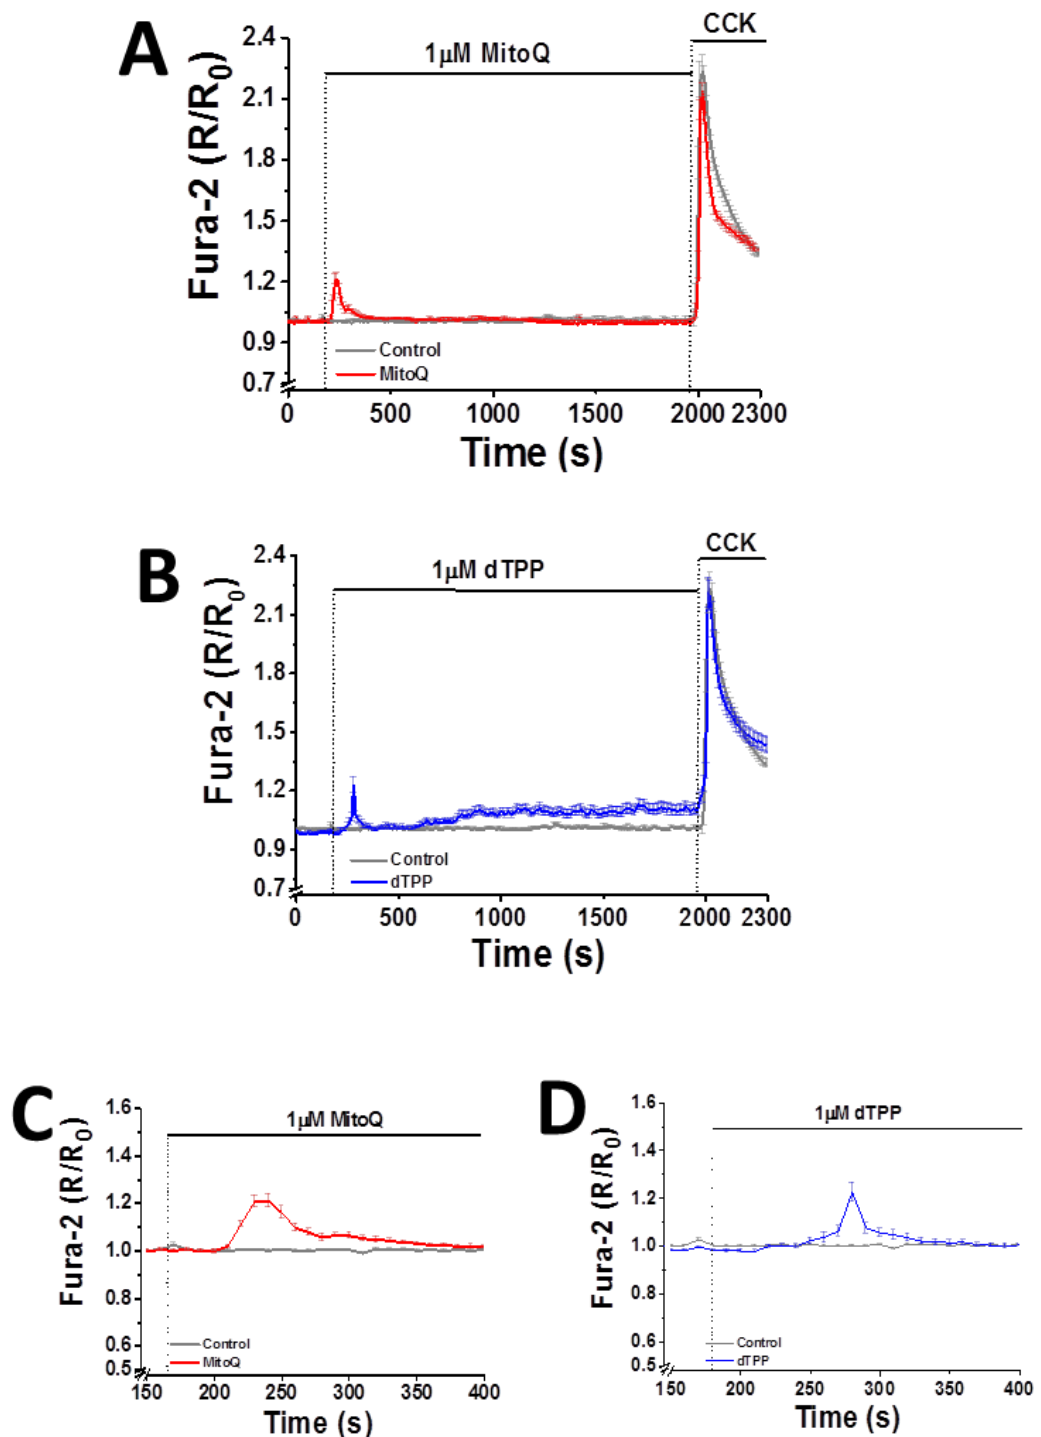 A
CCK
1μM MitoQ
Fura-2 (R/R0)
2.4
2.1
1.8
1.5
1.2
0.9
0.7
Control
MitoQ
0 500 1000 1500 2000 2300
Time (s)
B
CCK
1μM dTPP
Fura-2 (R/R0)
2.4
2.1
1.8
1.5
1.2
0.9
0.7
Control
dTPP
0 500 1000 1500 2000 2300
Time (s)
C
1μM MitoQ
Fura-2 (R/R0)
1.6
1.4
1.2
1.0
0.8
0.6
0.5
Control
MitoQ
150 200 250 300 350 400
Time (s)
D
1μM dTPP
Fura-2 (R/R0)
1.6
1.4
1.2
1.0
0.8
0.6
0.5
Control
dTPP
150 200 250 300 350 400
Time (s)